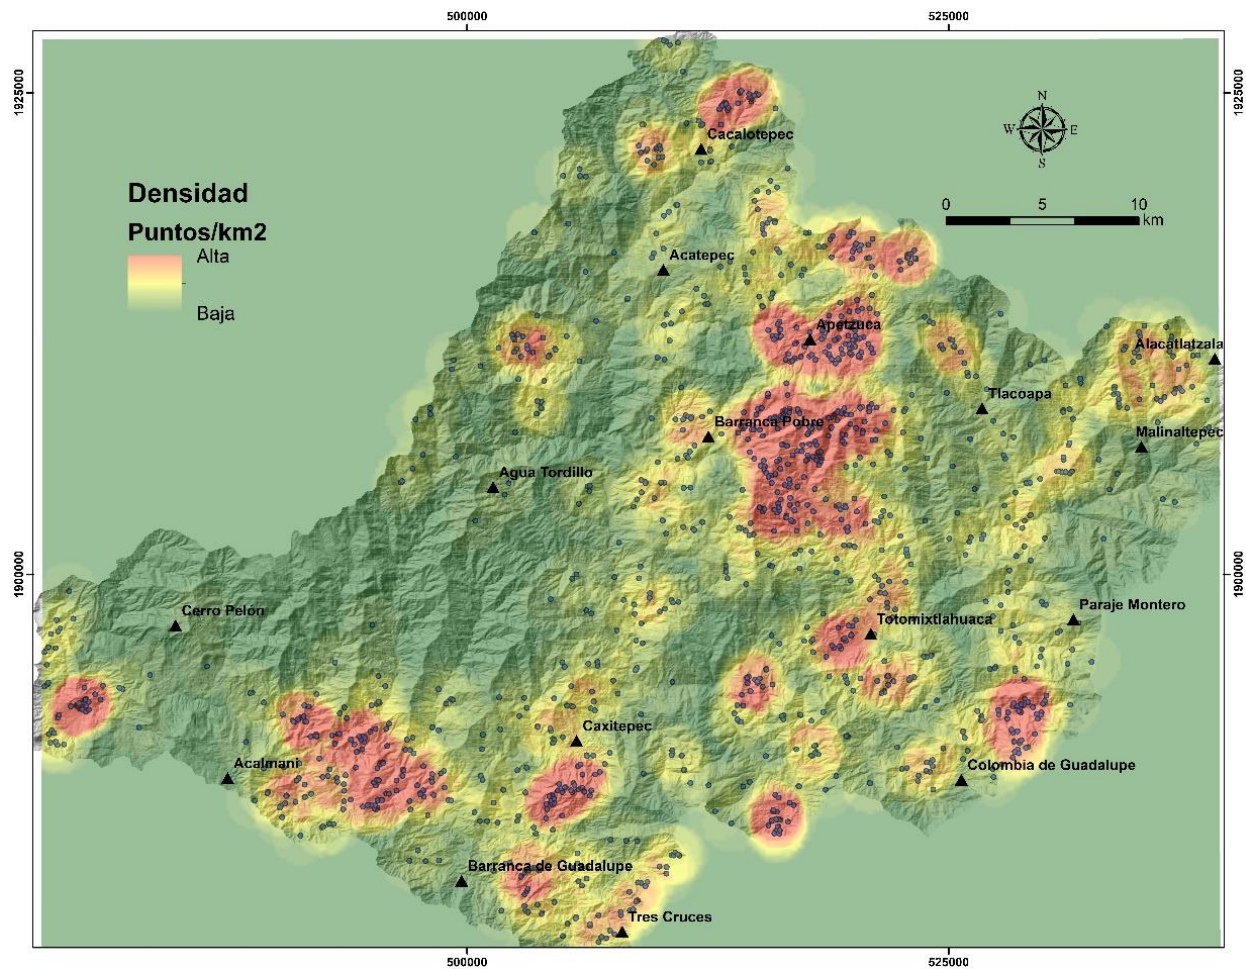 500000
525000
1925000
1925000
N
W
E
S
Cacalotepec
Densidad
Puntos/km2
Alta
Baja
0
5
10
km
Acatepec
Apetzuca
Alacatlatzala
Tlacoapa
Barranca Pobre
Malinaltepec
Agua Tordillo
1900000
1900000
Cerro Pelón
Paraje Montero
Totomixtlahuaca
Caxitepec
Acalmani
Colombia de Guadalupe
Barranca de Guadalupe
Tres Cruces
500000
525000